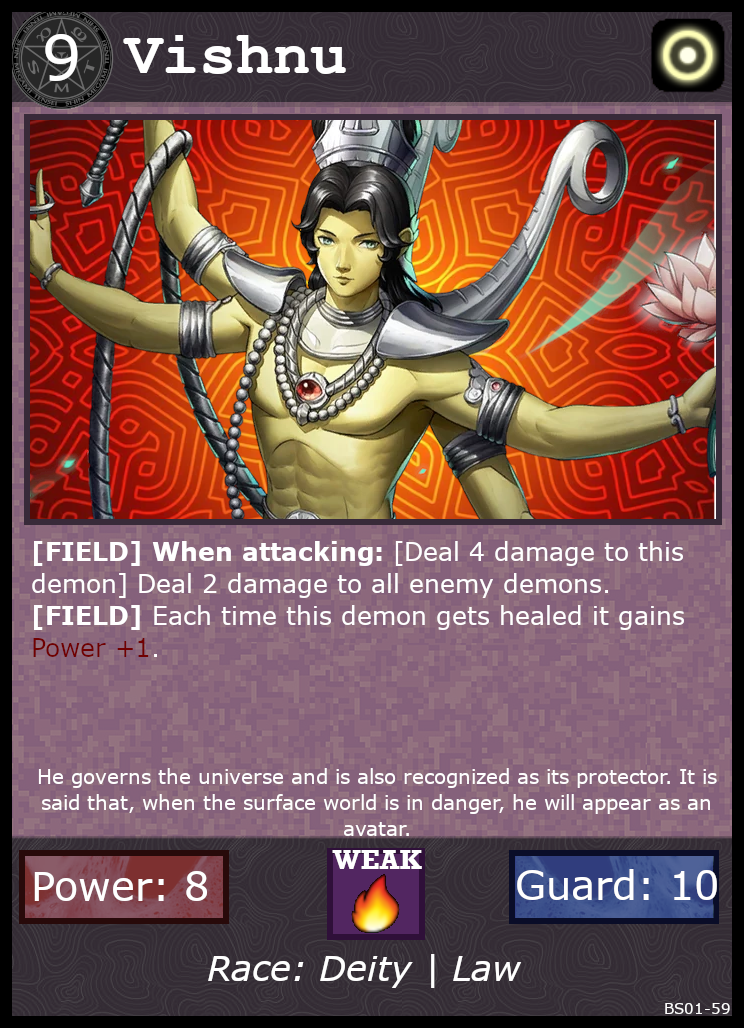 9 Vishnu
[FIELD] When attacking: [Deal 4 damage to this
demon] Deal 2 damage to all enemy demons.
[FIELD] Each time this demon gets healed it gains
Power +1.
He governs the universe and is also recognized as its protector. It is
said that, when the surface world is in danger, he will appear as an
avatar.
WEAK
Power: 8
Guard: 10
Race: Deity | Law
BS01-59